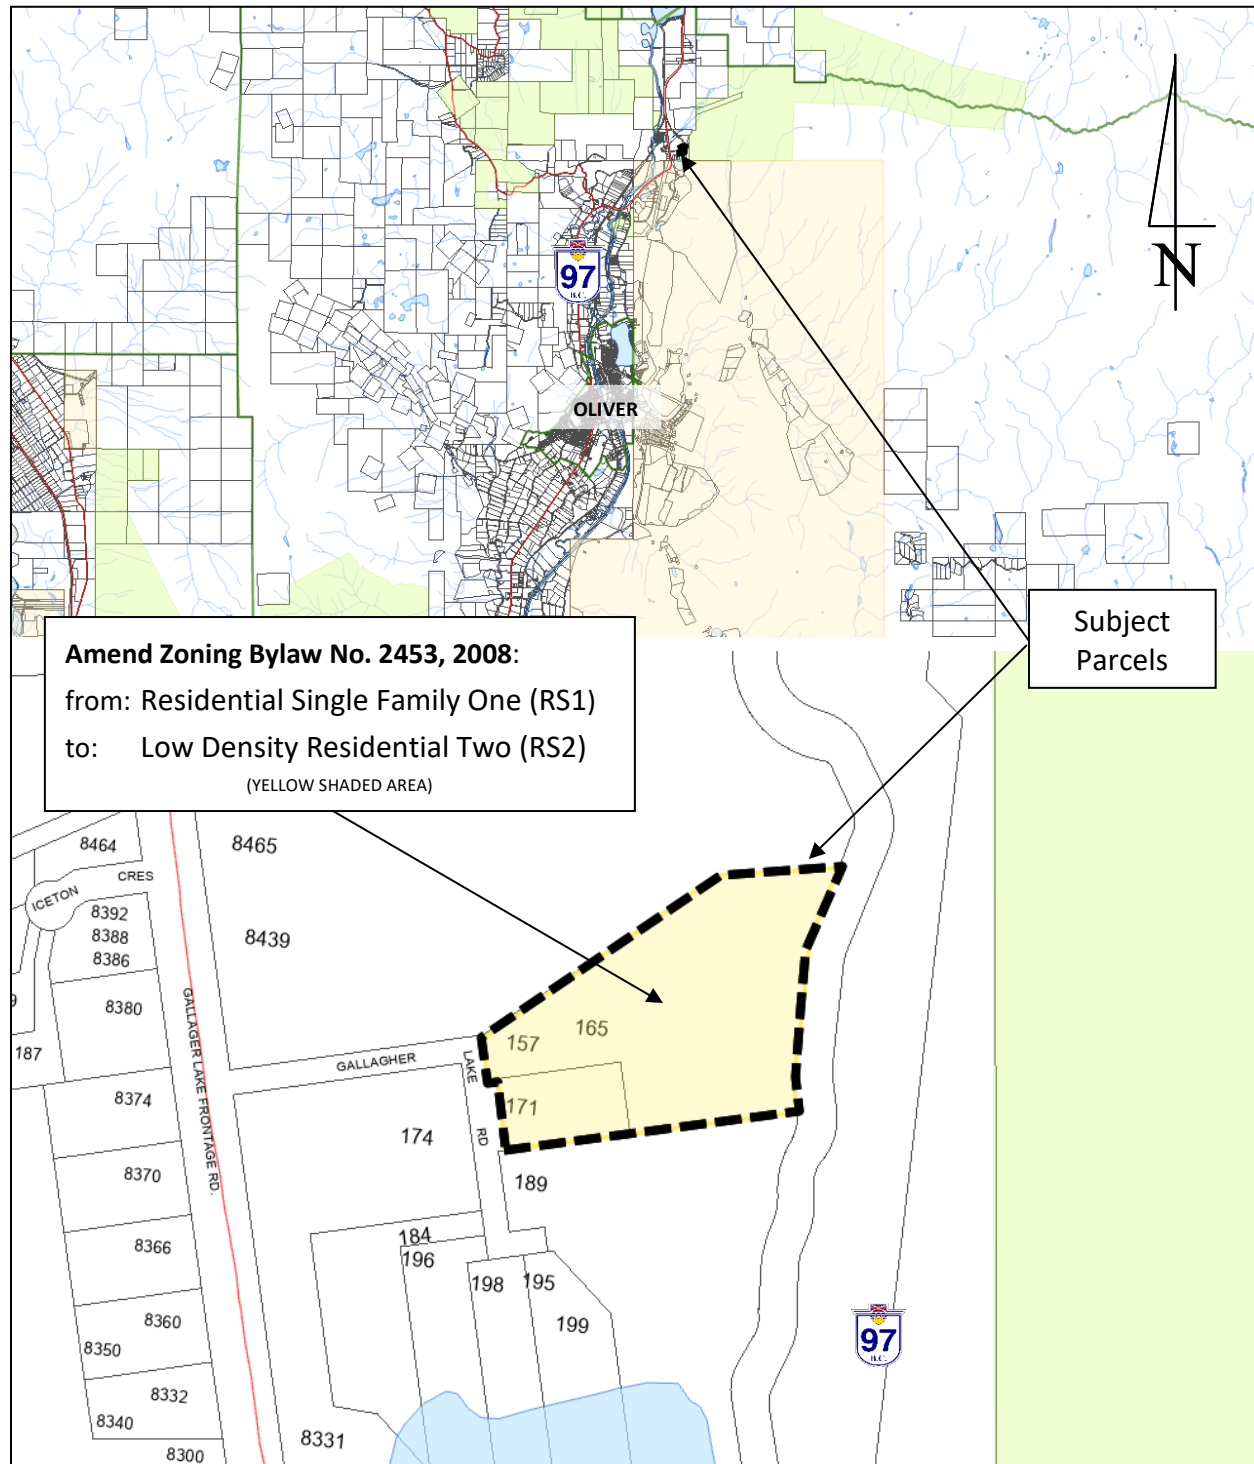 N
97
B.C.
OLIVER
Subject
Parcels
Amend Zoning Bylaw No. 2453, 2008:
from: Residential Single Family One (RS1)
to: Low Density Residential Two (RS2)
(YELLOW SHADED AREA)
8464
8465
CRES
ICETON
8392
8388
8386
8439
8380
9
187
GALLAGER LAKE FRONTAGE RD.
157
165
GALLAGHER
LAKE
RD
171
8374
174
8370
189
184
196
8366
198
195
199
8360
8350
97
B.C.
8332
8340
8331
8300